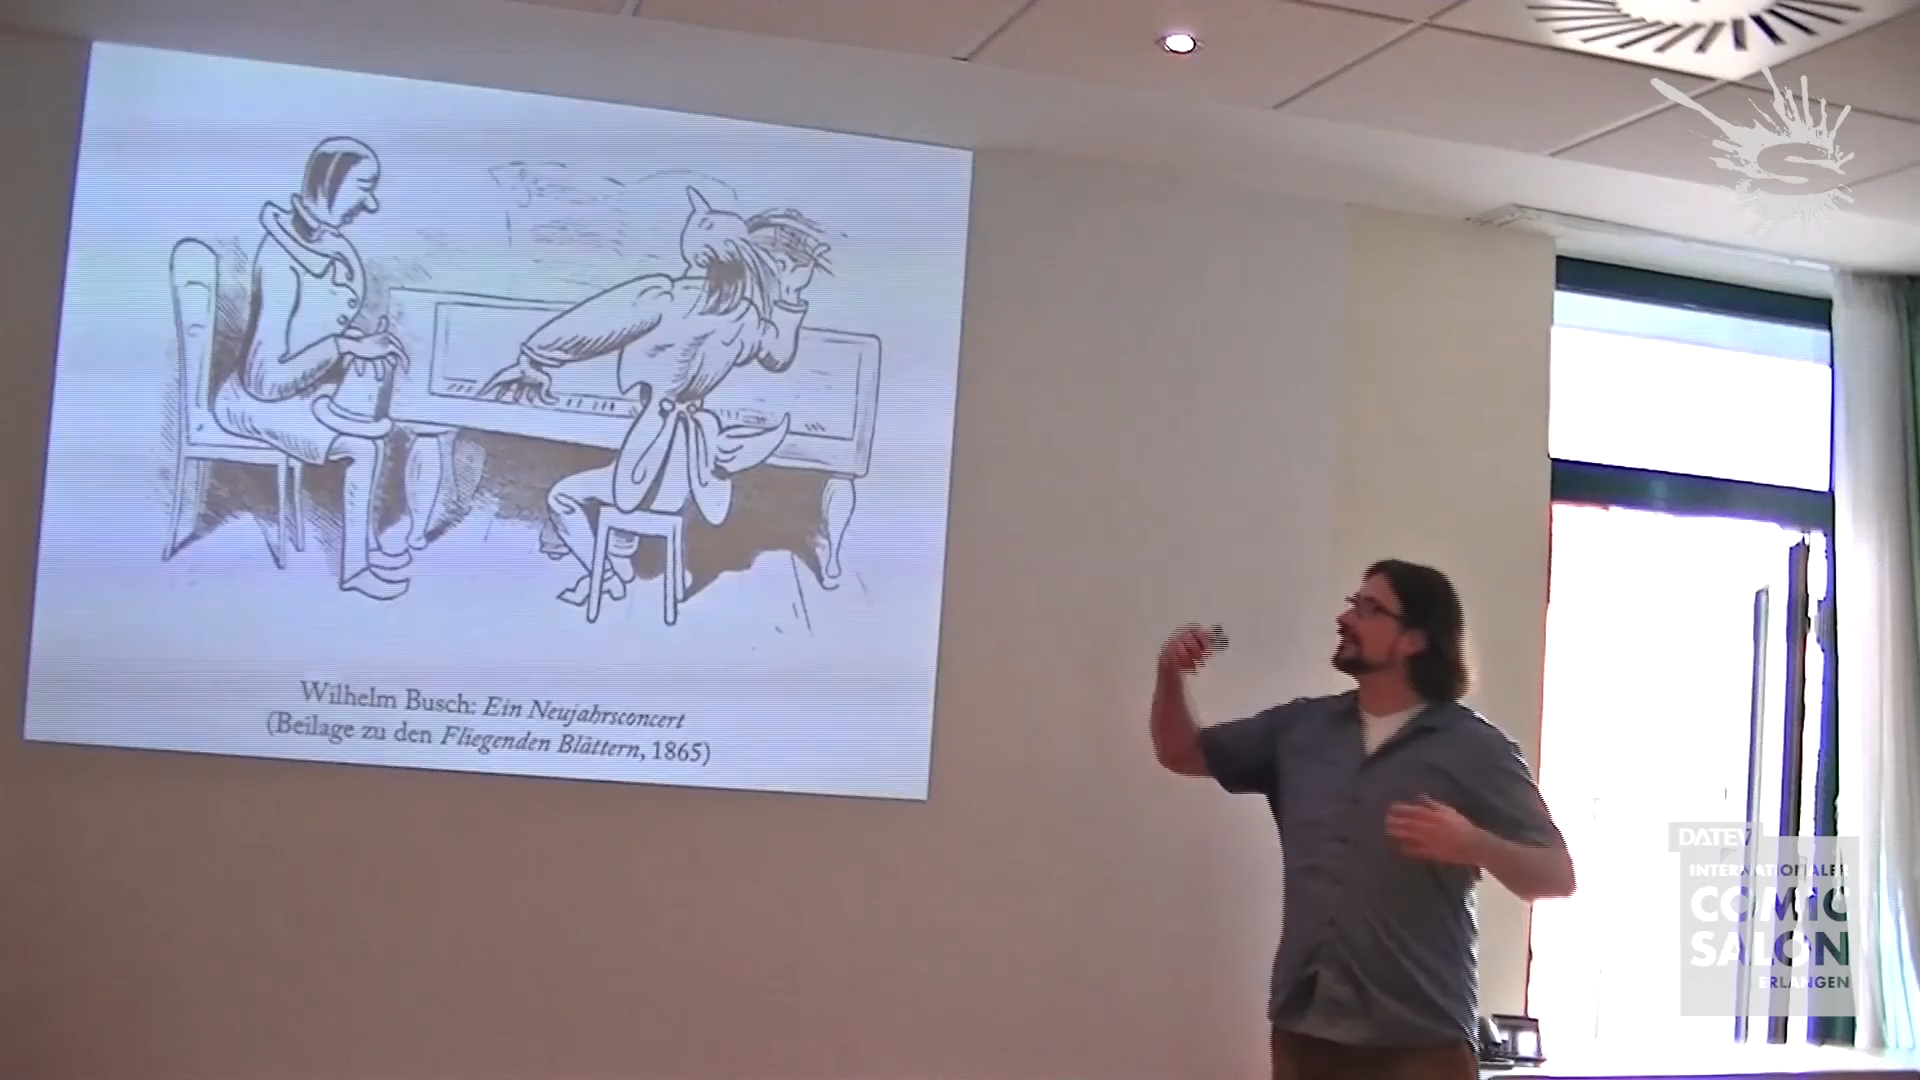 Wilhelm Busch: Ein Neujahrsconcert
(Beilage zu den Fliegenden Blättern, 1865)
DATEV
INTERNATIONALER
COMIC
SALON
ERLANGEN